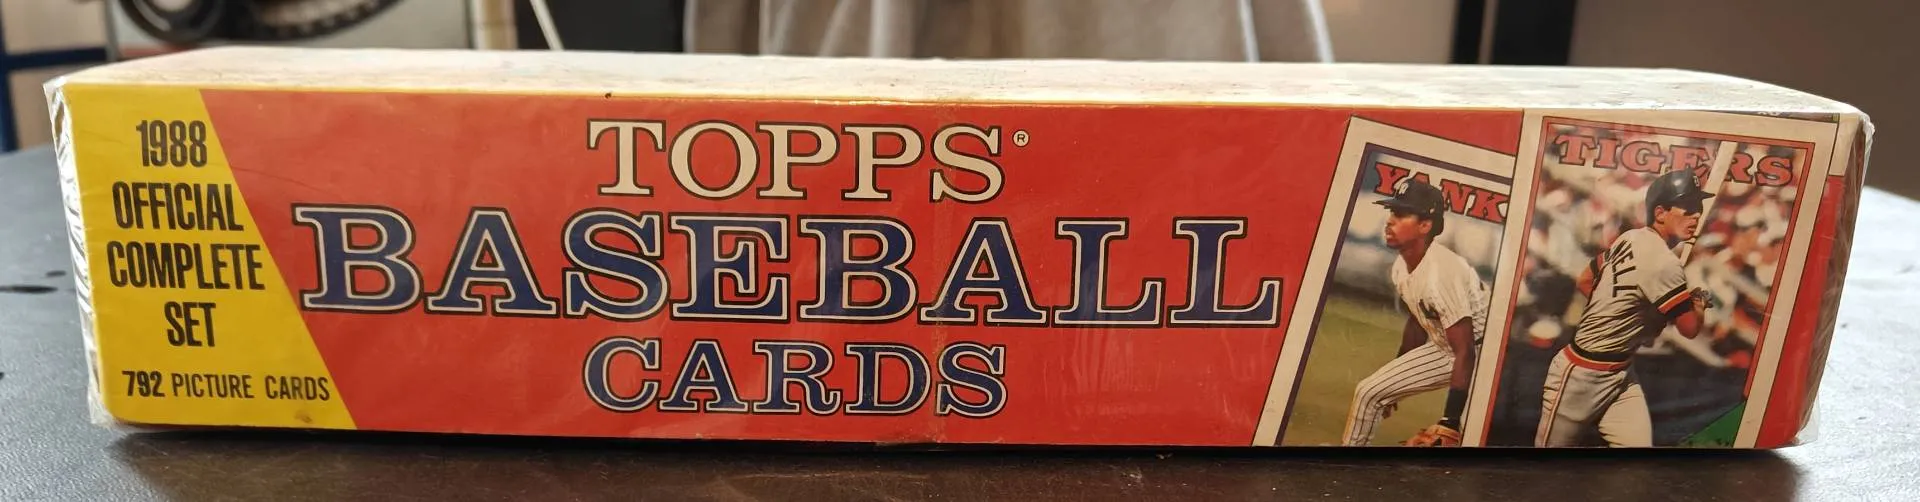 1988
OFFICIAL
COMPLETE
SET
792 PICTURE CARDS
TOPPS®
BASEBALL
CARDS
YANK
TIGERS